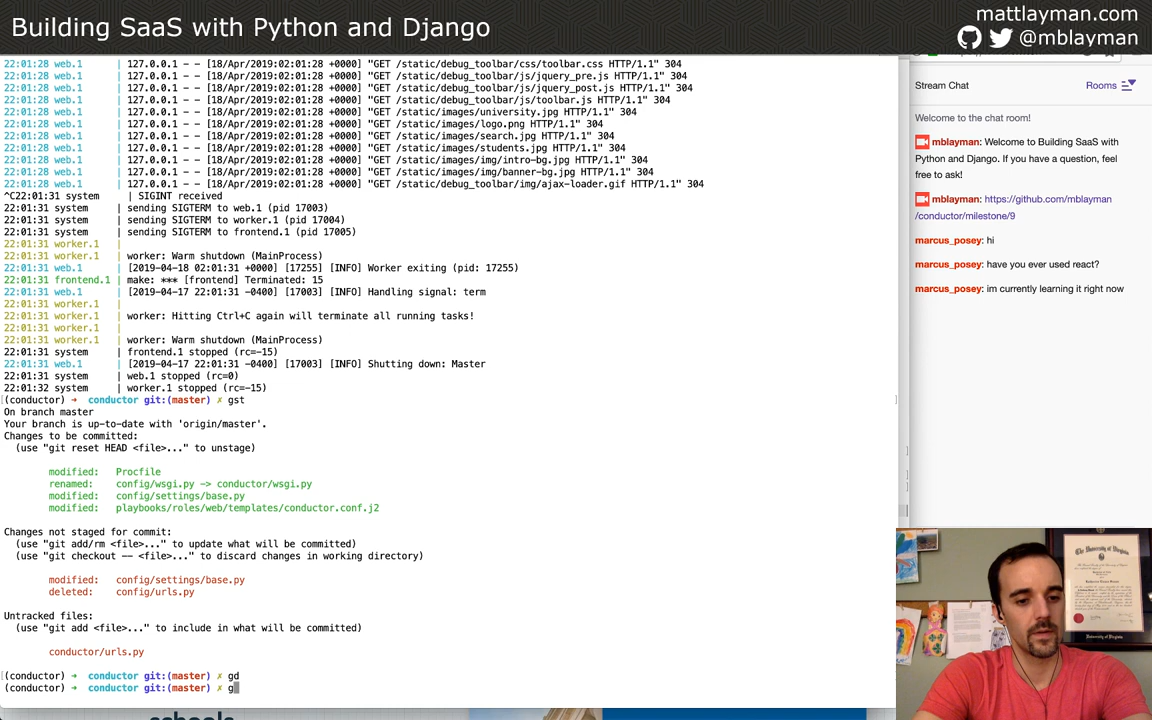 Building SaaS with Python and Django
mattlayman.com
@mblayman
22:01:28 web.1 | 127.0.0.1 - - [18/Apr/2019:02:01:28 +0000] "GET /static/debug_toolbar/css/toolbar.css HTTP/1.1" 304
22:01:28 web.1 | 127.0.0.1 - - [18/Apr/2019:02:01:28 +0000] "GET /static/debug_toolbar/js/jquery_pre.js HTTP/1.1" 304
22:01:28 web.1 | 127.0.0.1 - - [18/Apr/2019:02:01:28 +0000] "GET /static/debug_toolbar/js/jquery_post.js HTTP/1.1" 304
22:01:28 web.1 | 127.0.0.1 - - [18/Apr/2019:02:01:28 +0000] "GET /static/debug_toolbar/js/toolbar.js HTTP/1.1" 304
22:01:28 web.1 | 127.0.0.1 - - [18/Apr/2019:02:01:28 +0000] "GET /static/images/university.jpg HTTP/1.1" 304
22:01:28 web.1 | 127.0.0.1 - - [18/Apr/2019:02:01:28 +0000] "GET /static/images/logo.png HTTP/1.1" 304
22:01:28 web.1 | 127.0.0.1 - - [18/Apr/2019:02:01:28 +0000] "GET /static/images/search.jpg HTTP/1.1" 304
22:01:28 web.1 | 127.0.0.1 - - [18/Apr/2019:02:01:28 +0000] "GET /static/images/students.jpg HTTP/1.1" 304
22:01:28 web.1 | 127.0.0.1 - - [18/Apr/2019:02:01:28 +0000] "GET /static/images/img/intro-bg.jpg HTTP/1.1" 304
22:01:28 web.1 | 127.0.0.1 - - [18/Apr/2019:02:01:28 +0000] "GET /static/images/img/banner-bg.jpg HTTP/1.1" 304
22:01:28 web.1 | 127.0.0.1 - - [18/Apr/2019:02:01:28 +0000] "GET /static/debug_toolbar/img/ajax-loader.gif HTTP/1.1" 304
^C22:01:31 system | SIGINT received
22:01:31 system | sending SIGTERM to web.1 (pid 17003)
22:01:31 system | sending SIGTERM to worker.1 (pid 17004)
22:01:31 system | sending SIGTERM to frontend.1 (pid 17005)
22:01:31 worker.1 |
22:01:31 worker.1 | worker: Warm shutdown (MainProcess)
22:01:31 web.1 | [2019-04-18 02:01:31 +0000] [17255] [INFO] Worker exiting (pid: 17255)
22:01:31 frontend.1 | make: *** [frontend] Terminated: 15
22:01:31 web.1 | [2019-04-17 22:01:31 -0400] [17003] [INFO] Handling signal: term
22:01:31 worker.1 |
22:01:31 worker.1 | worker: Hitting Ctrl+C again will terminate all running tasks!
22:01:31 worker.1 |
22:01:31 worker.1 | worker: Warm shutdown (MainProcess)
22:01:31 system | frontend.1 stopped (rc=-15)
22:01:31 web.1 | [2019-04-17 22:01:31 -0400] [17003] [INFO] Shutting down: Master
22:01:31 system | web.1 stopped (rc=0)
22:01:32 system | worker.1 stopped (rc=-15)
(conductor) ➜ conductor git:(master) ✗ gst
On branch master
Your branch is up-to-date with 'origin/master'.
Changes to be committed:
(use "git reset HEAD <file>..." to unstage)
modified: Procfile
renamed: config/wsgi.py -> conductor/wsgi.py
modified: config/settings/base.py
modified: playbooks/roles/web/templates/conductor.conf.j2
Changes not staged for commit:
(use "git add/rm <file>..." to update what will be committed)
(use "git checkout -- <file>..." to discard changes in working directory)
modified: config/settings/base.py
deleted: config/urls.py
Untracked files:
(use "git add <file>..." to include in what will be committed)
conductor/urls.py
(conductor) ➜ conductor git:(master) ✗ gd
(conductor) ➜ conductor git:(master) ✗ g
Stream Chat
Rooms
Welcome to the chat room!
mblayman: Welcome to Building SaaS with
Python and Django. If you have a question, feel
free to ask!
mblayman: https://github.com/mblayman
/conductor/milestone/9
marcus_posey: hi
marcus_posey: have you ever used react?
marcus_posey: im currently learning it right now
The University of Virginia